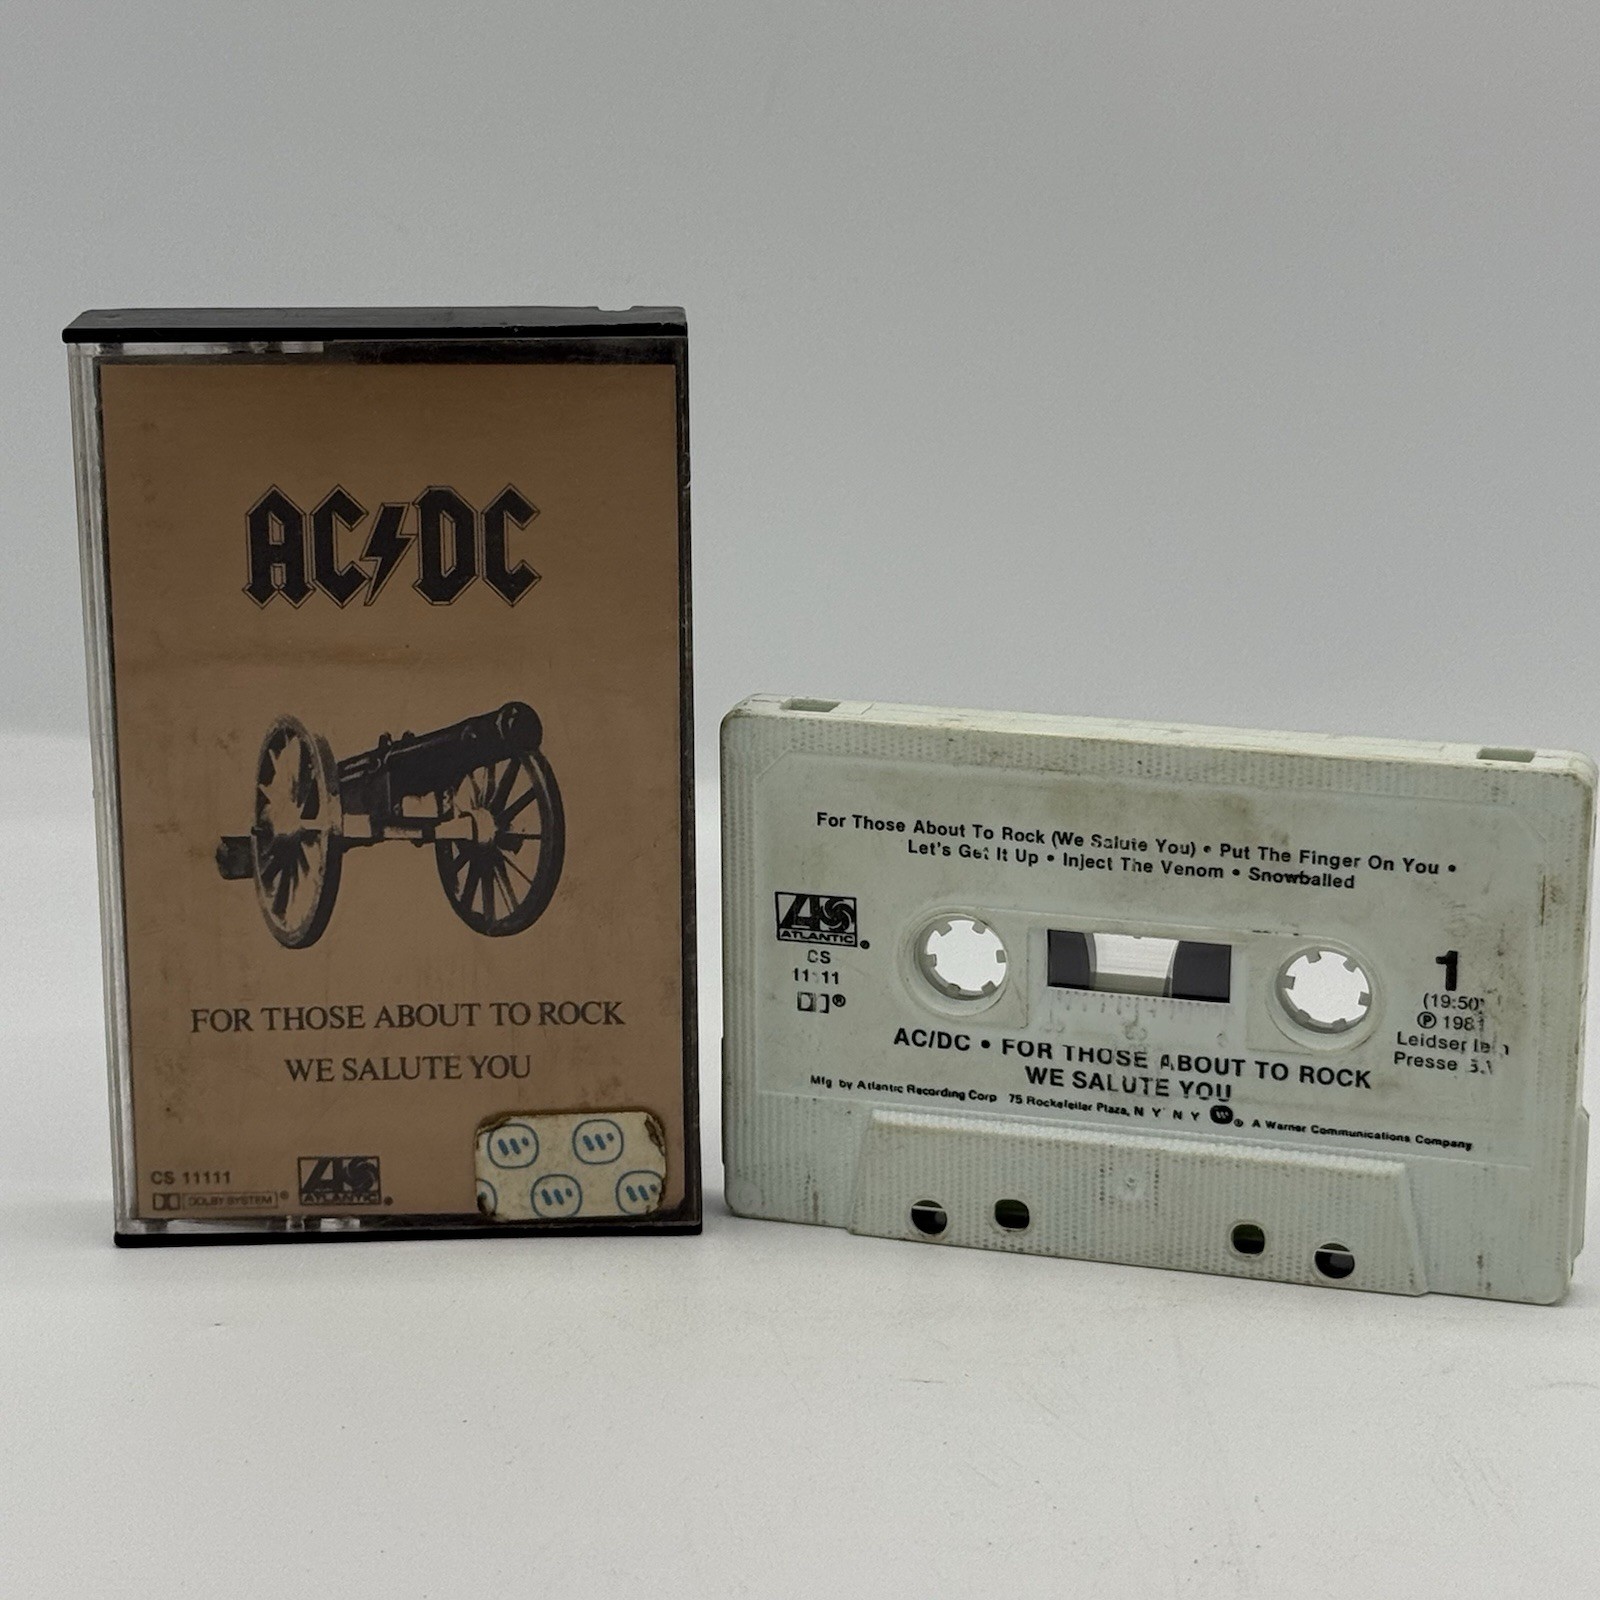 AC DC
FOR THOSE ABOUT TO ROCK
WE SALUTE YOU
CS 11111
DOLBY SYSTEM ®
ATLANTIC
For Those About To Rock (We Salute You) • Put The Finger On You •
Let's Get It Up • Inject The Venom • Snowballed
ATLANTIC ®
CS
11111
®
1
(19:50)
℗ 1981
Presse
AC/DC • FOR THOSE ABOUT TO ROCK
WE SALUTE YOU
Mfg by Atlantic Recording Corp 75 Rockefeller Plaza, N Y N Y ® A Warner Communications Company